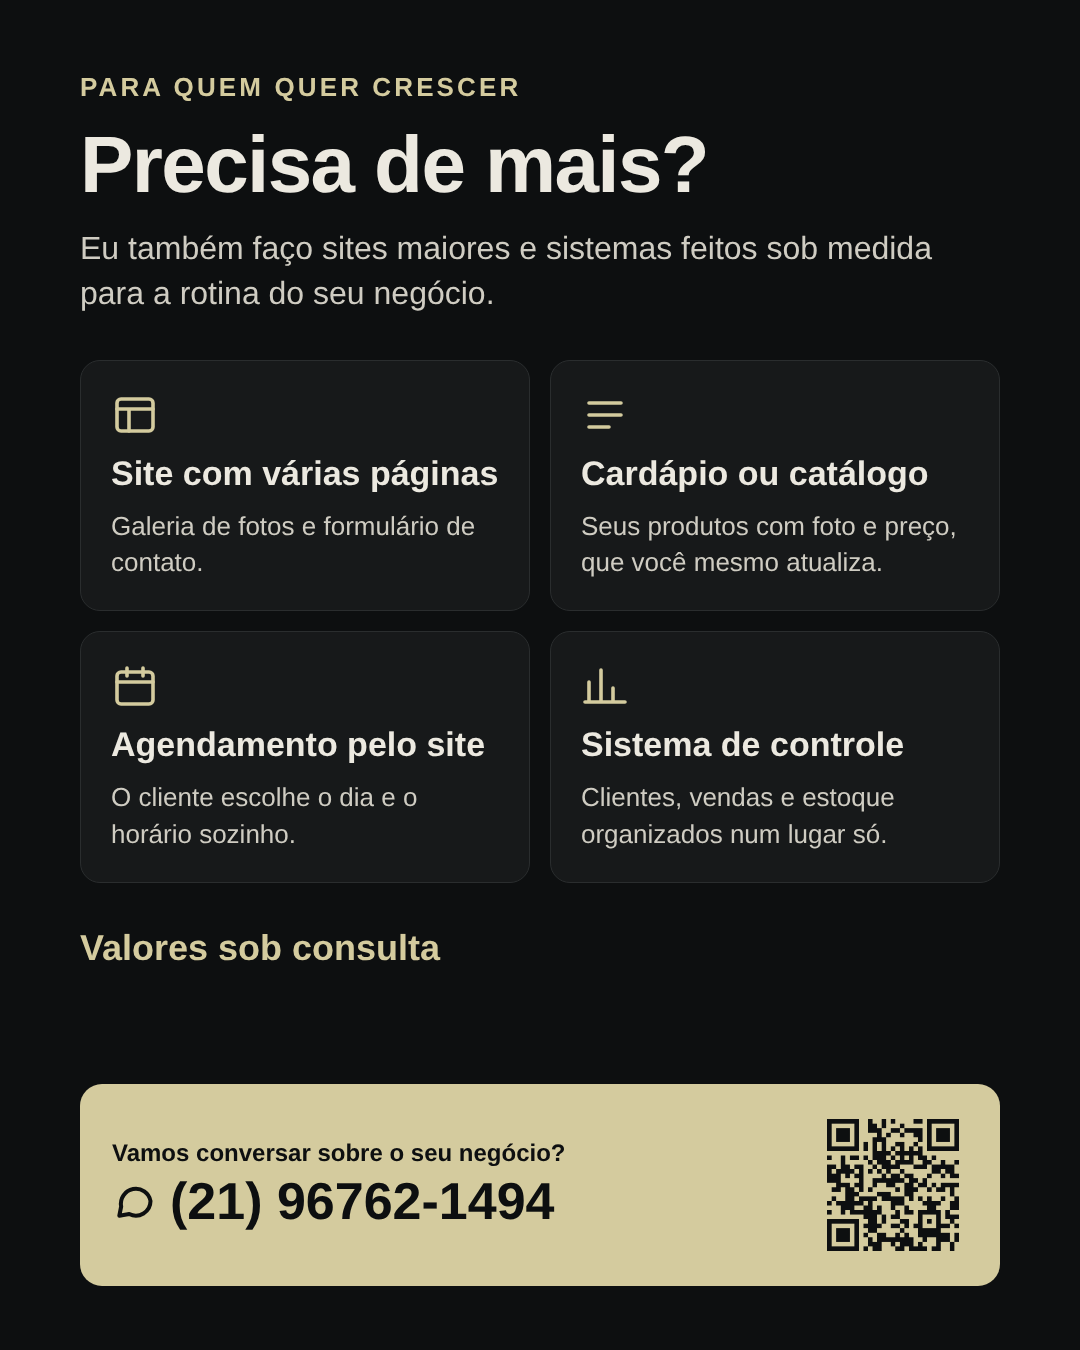 PARA QUEM QUER CRESCER
Precisa de mais?
Eu também faço sites maiores e sistemas feitos sob medida
para a rotina do seu negócio.
Site com várias páginas
Galeria de fotos e formulário de
contato.
Cardápio ou catálogo
Seus produtos com foto e preço,
que você mesmo atualiza.
Agendamento pelo site
O cliente escolhe o dia e o
horário sozinho.
Sistema de controle
Clientes, vendas e estoque
organizados num lugar só.
Valores sob consulta
Vamos conversar sobre o seu negócio?
(21) 96762-1494